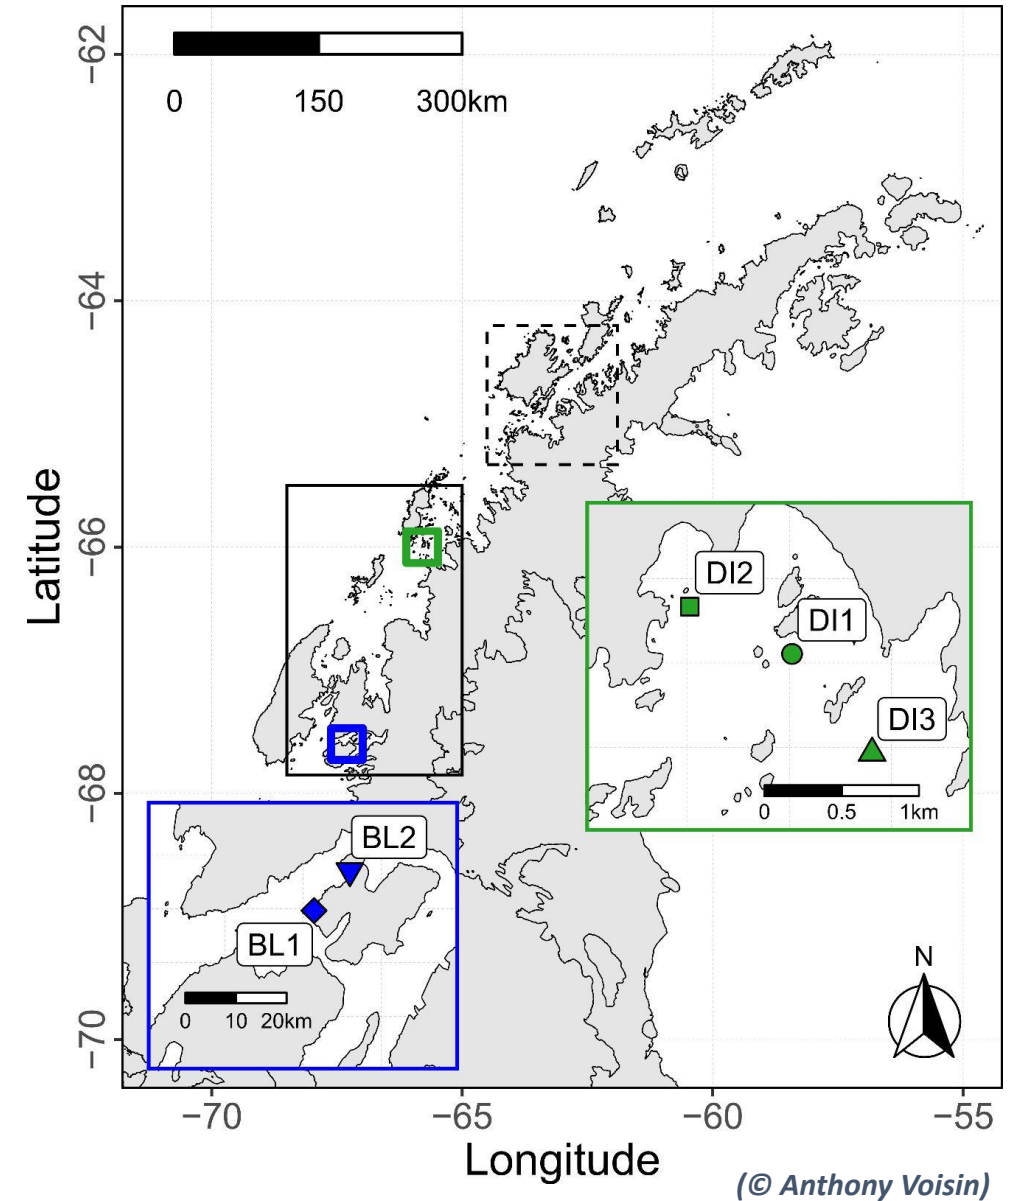 −62
0 150 300km
−64
Latitude
−66
DI2
DI1
DI3
0 0.5 1km
−68
BL2
BL1
0 10 20km
N
−70
−70 −65 −60 −55
Longitude
(© Anthony Voisin)